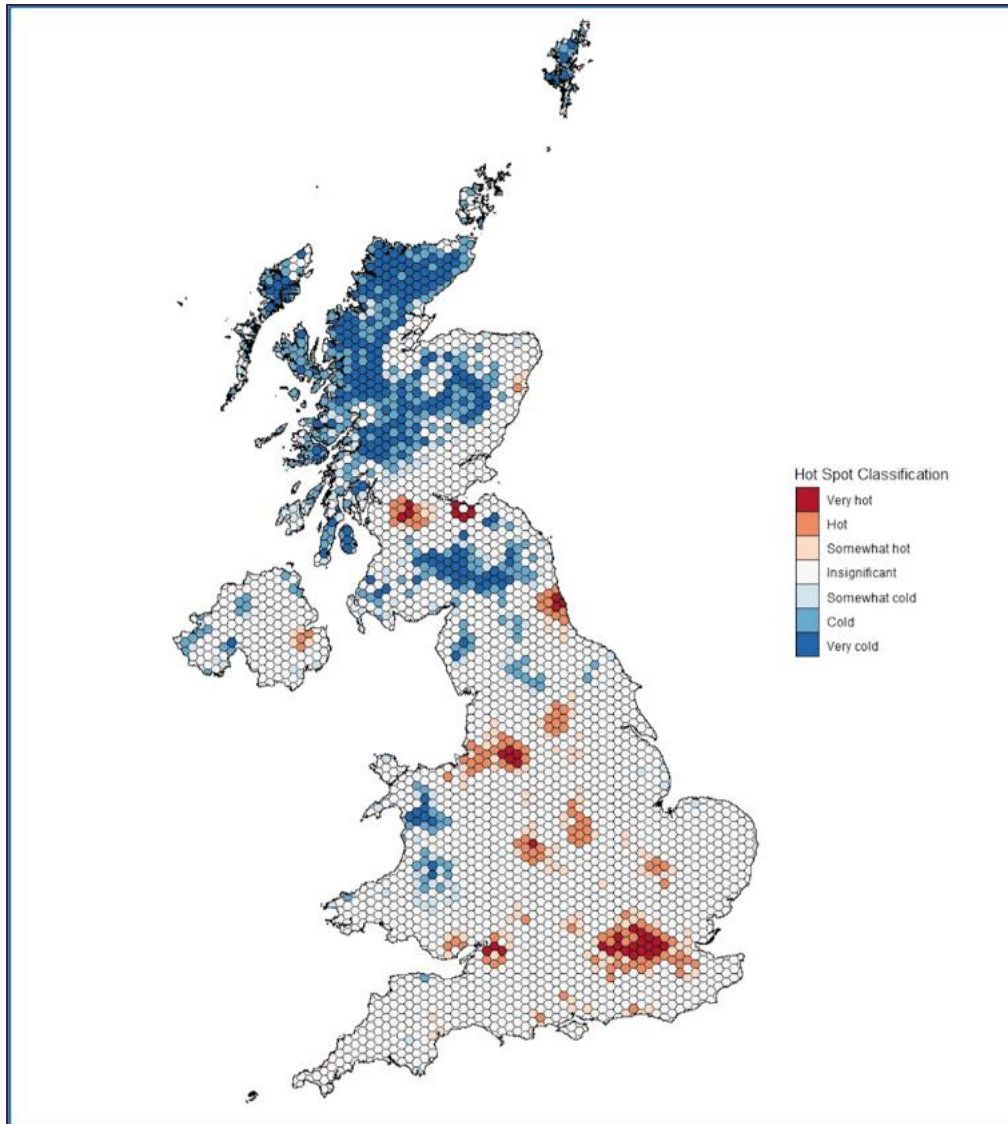 Hot Spot Classification
Very hot
Hot
Somewhat hot
Insignificant
Somewhat cold
Cold
Very cold